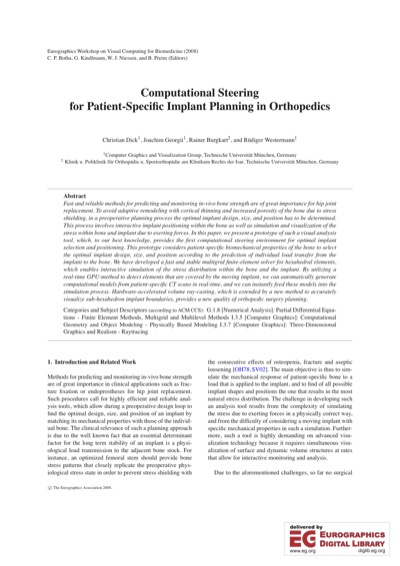 Eurographics Workshop on Visual Computing for Biomedicine (2008)
C. P. Botha, G. Kindlmann, W. J. Niessen, and B. Preim (Editors)
Computational Steering
for Patient-Specific Implant Planning in Orthopedics
Christian Dick1, Joachim Georgii1, Rainer Burgkart2, and Rüdiger Westermann1
1Computer Graphics and Visualization Group, Technische Universität München, Germany
2 Klinik u. Poliklinik für Orthopädie u. Sportorthopädie am Klinikum Rechts der Isar, Technische Universität München, Germany
Abstract
Fast and reliable methods for predicting and monitoring in-vivo bone strength are of great importance for hip joint
replacement. To avoid adaptive remodeling with cortical thinning and increased porosity of the bone due to stress
shielding, in a preoperative planning process the optimal implant design, size, and position has to be determined.
This process involves interactive implant positioning within the bone as well as simulation and visualization of the
stress within bone and implant due to exerting forces. In this paper, we present a prototype of such a visual analysis
tool, which, to our best knowledge, provides the first computational steering environment for optimal implant
selection and positioning. This prototype considers patient-specific biomechanical properties of the bone to select
the optimal implant design, size, and position according to the prediction of individual load transfer from the
implant to the bone. We have developed a fast and stable multigrid finite-element solver for hexahedral elements,
which enables interactive simulation of the stress distribution within the bone and the implant. By utilizing a
real-time GPU-method to detect elements that are covered by the moving implant, we can automatically generate
computational models from patient-specific CT scans in real-time, and we can instantly feed these models into the
simulation process. Hardware-accelerated volume ray-casting, which is extended by a new method to accurately
visualize sub-hexahedron implant boundaries, provides a new quality of orthopedic surgery planning.
Categories and Subject Descriptors (according to ACM CCS): G.1.8 [Numerical Analysis]: Partial Differential Equa-
tions - Finite Element Methods, Multigrid and Multilevel Methods I.3.5 [Computer Graphics]: Computational
Geometry and Object Modeling - Physically Based Modeling I.3.7 [Computer Graphics]: Three-Dimensional
Graphics and Realism - Raytracing
1. Introduction and Related Work
Methods for predicting and monitoring in-vivo bone strength
are of great importance in clinical applications such as frac-
ture fixation or endoprostheses for hip joint replacement.
Such procedures call for highly efficient and reliable anal-
ysis tools, which allow during a preoperative design loop to
find the optimal design, size, and position of an implant by
matching its mechanical properties with those of the individ-
ual bone. The clinical relevance of such a planning approach
is due to the well known fact that an essential determinant
factor for the long term stability of an implant is a physi-
ological load transmission to the adjacent bone stock. For
instance, an optimized femoral stem should provide bone
stress patterns that closely replicate the preoperative phys-
iological stress state in order to prevent stress shielding with
the consecutive effects of osteopenia, fracture and aseptic
loosening [OH78,SV02]. The main objective is thus to sim-
ulate the mechanical response of patient-specific bone to a
load that is applied to the implant, and to find of all possible
implant shapes and positions the one that results in the most
natural stress distribution. The challenge in developing such
an analysis tool results from the complexity of simulating
the stress due to exerting forces in a physically correct way,
and from the difficulty of considering a moving implant with
specific mechanical properties in such a simulation. Further-
more, such a tool is highly demanding on advanced visu-
alization technology because it requires simultaneous visu-
alization of surface and dynamic volume structures at rates
that allow for interactive monitoring and analysis.
Due to the aforementioned challenges, so far no surgical
© The Eurographics Association 2008.
delivered by
EG EUROGRAPHICS
DIGITAL LIBRARY
www.eg.org diglib.eg.org